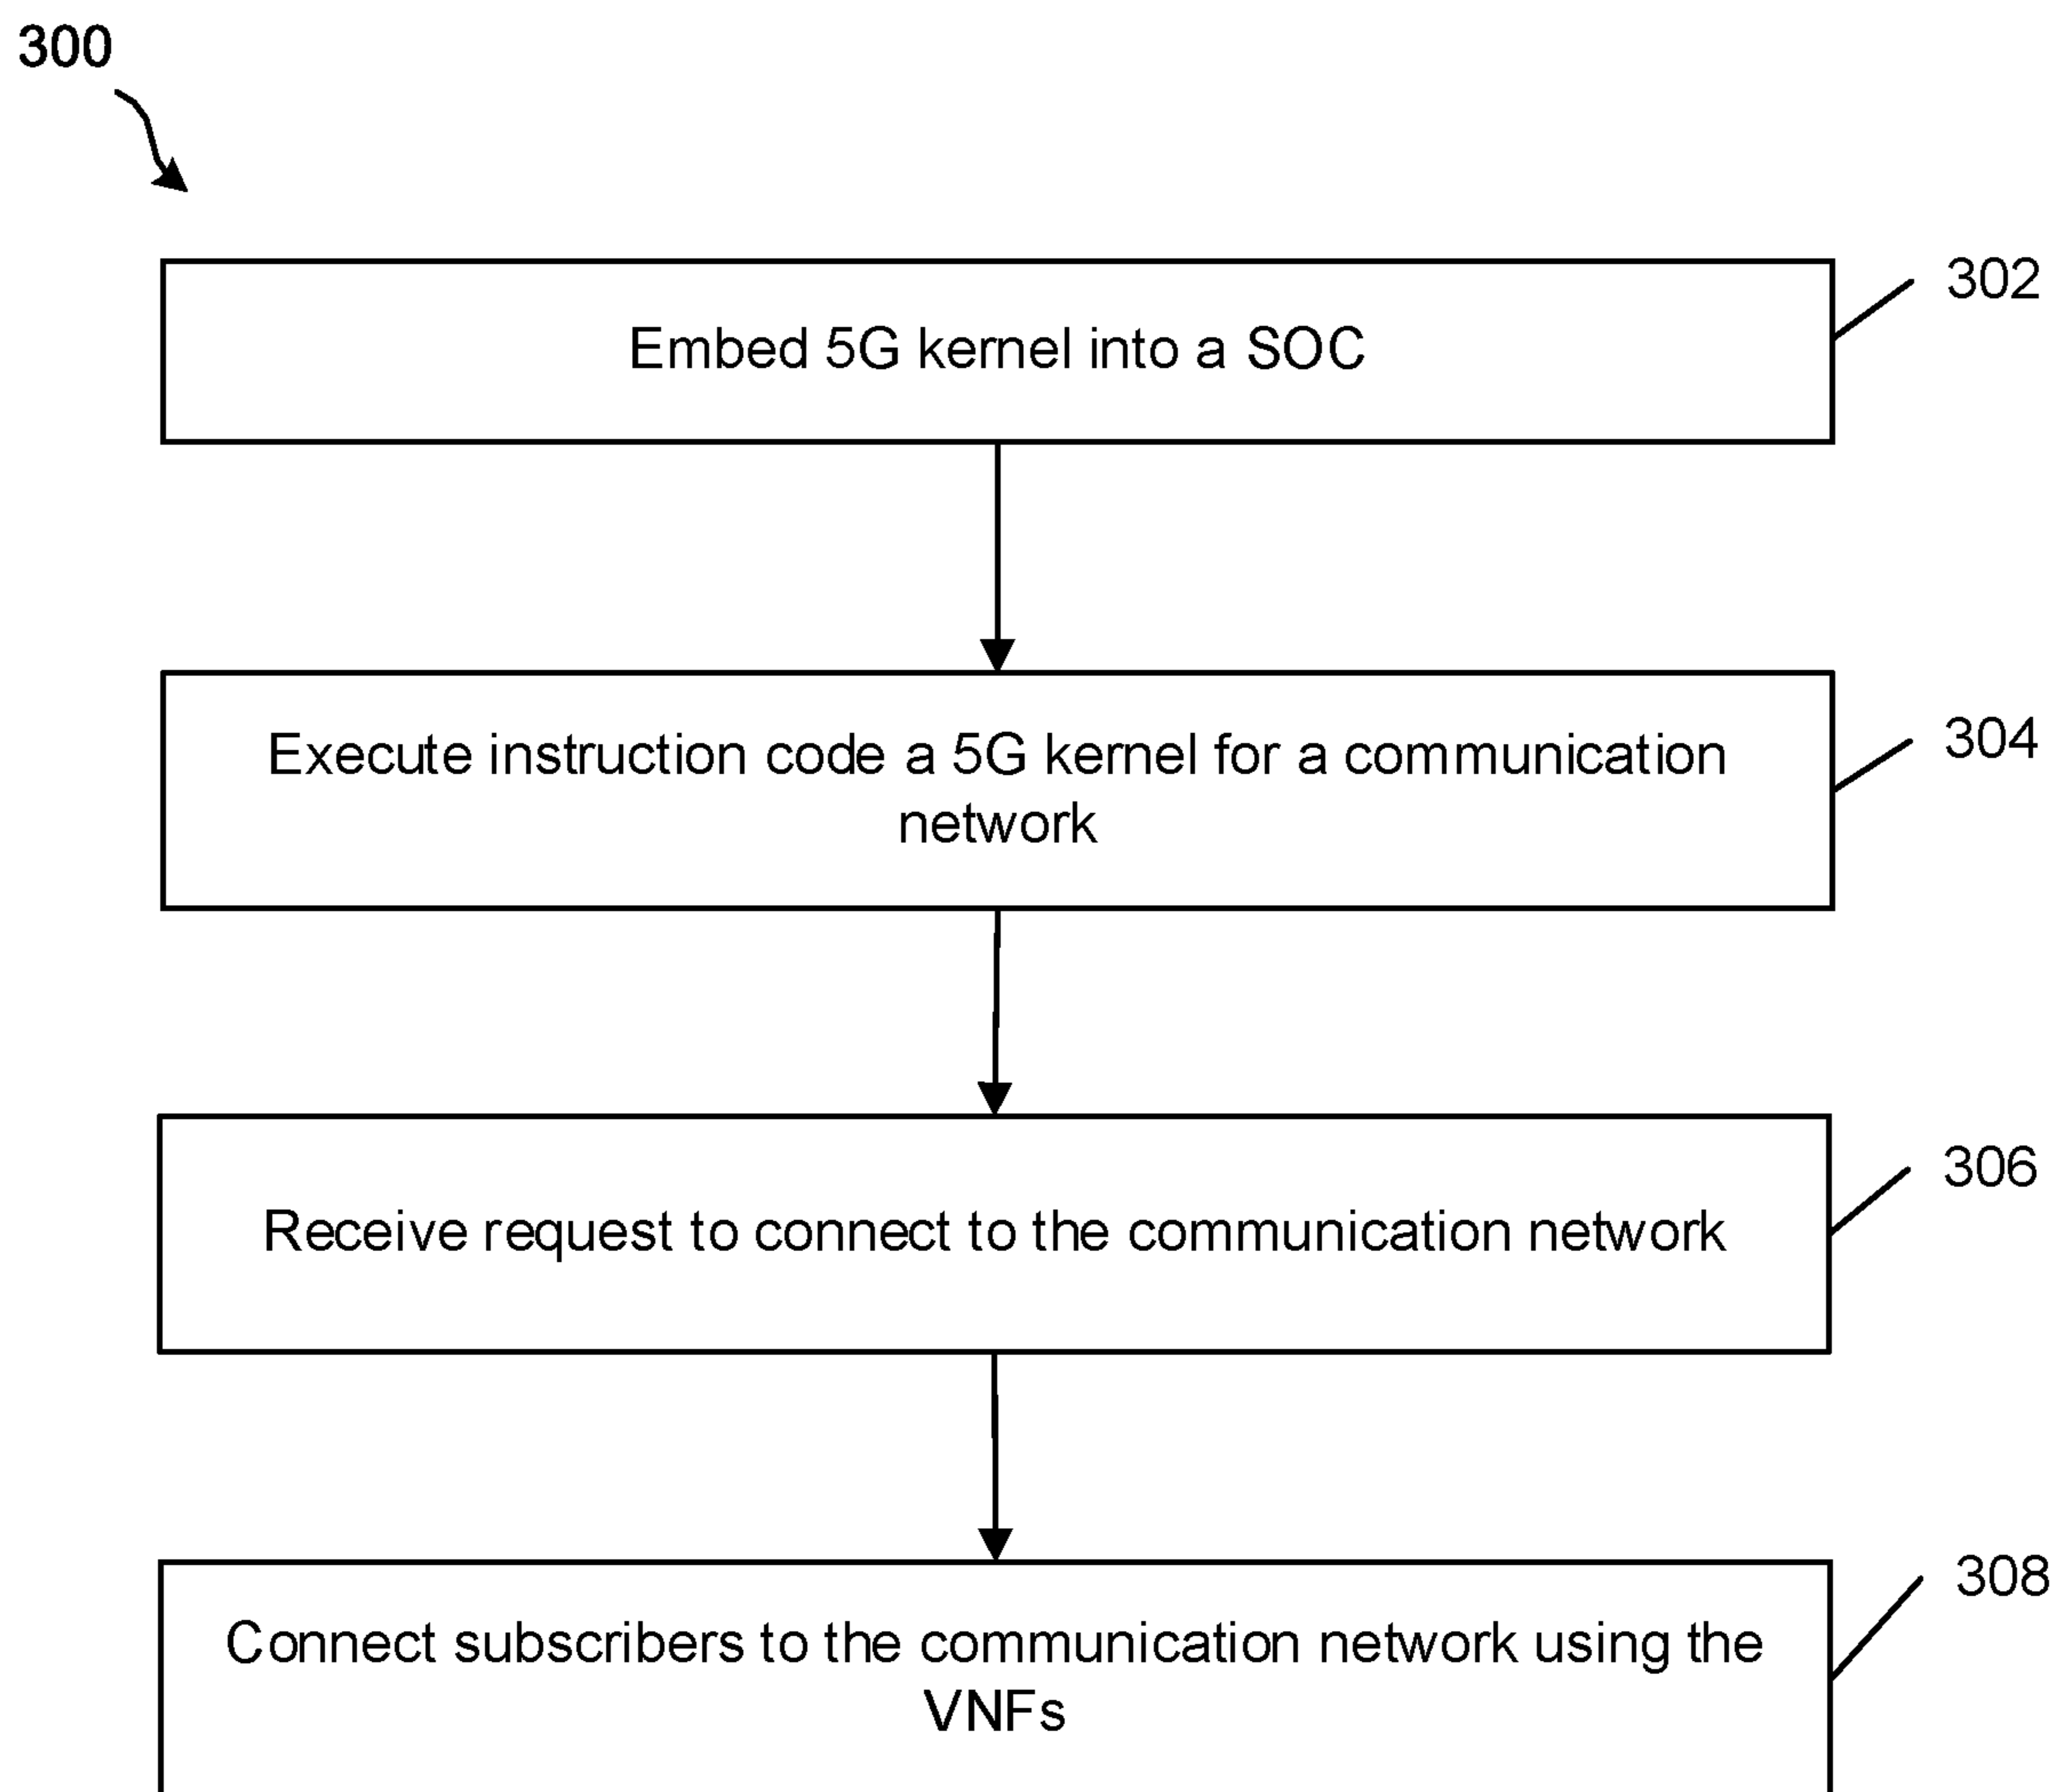 300
302
Embed 5G kernel into a SOC
304
Execute instruction code a 5G kernel for a communication
network
306
Receive request to connect to the communication network
308
Connect subscribers to the communication network using the
VNFs